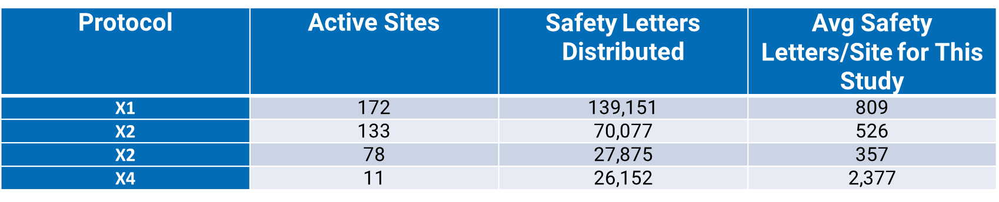 Protocol
Active Sites
Safety Letters
Distributed
Avg Safety
Letters/Site for This
Study
X1 172 139,151 809
X2 133 70,077 526
X2 78 27,875 357
X4 11 26,152 2,377